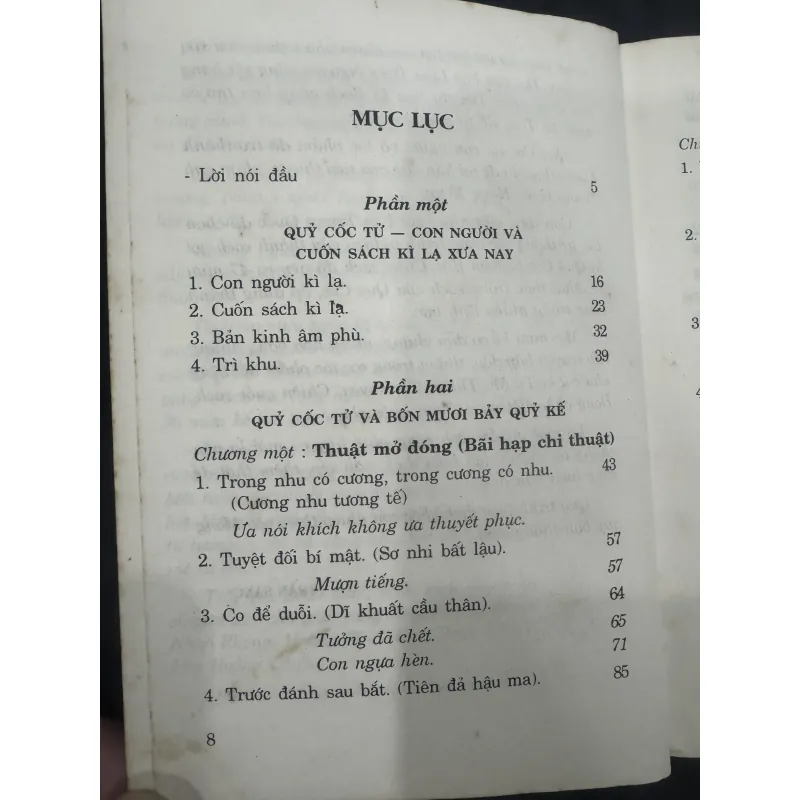 MỤC LỤC
- Lời nói đầu 5
Phần một
QUỶ CỐC TỬ — CON NGƯỜI VÀ
CUỐN SÁCH KÌ LẠ XƯA NAY
1. Con người kì lạ. 16
2. Cuốn sách kì lạ. 23
3. Bản kinh âm phù. 32
4. Trì khu. 39
Phần hai
QUỶ CỐC TỬ VÀ BỐN MƯƠI BẢY QUỶ KẾ
Chương một : Thuật mở đóng (Bãi hạp chi thuật)
1. Trong nhu có cương, trong cương có nhu. 43
(Cương nhu tương tế)
Ưa nói khích không ưa thuyết phục.
2. Tuyệt đối bí mật. (Sơ nhi bất lậu). 57
Mượn tiếng. 57
3. Co để duỗi. (Dĩ khuất cầu thân). 64
Tưởng đã chết. 65
Con ngựa hèn. 71
4. Trước đánh sau bắt. (Tiên đả hậu ma). 85
8
1.
2.
3